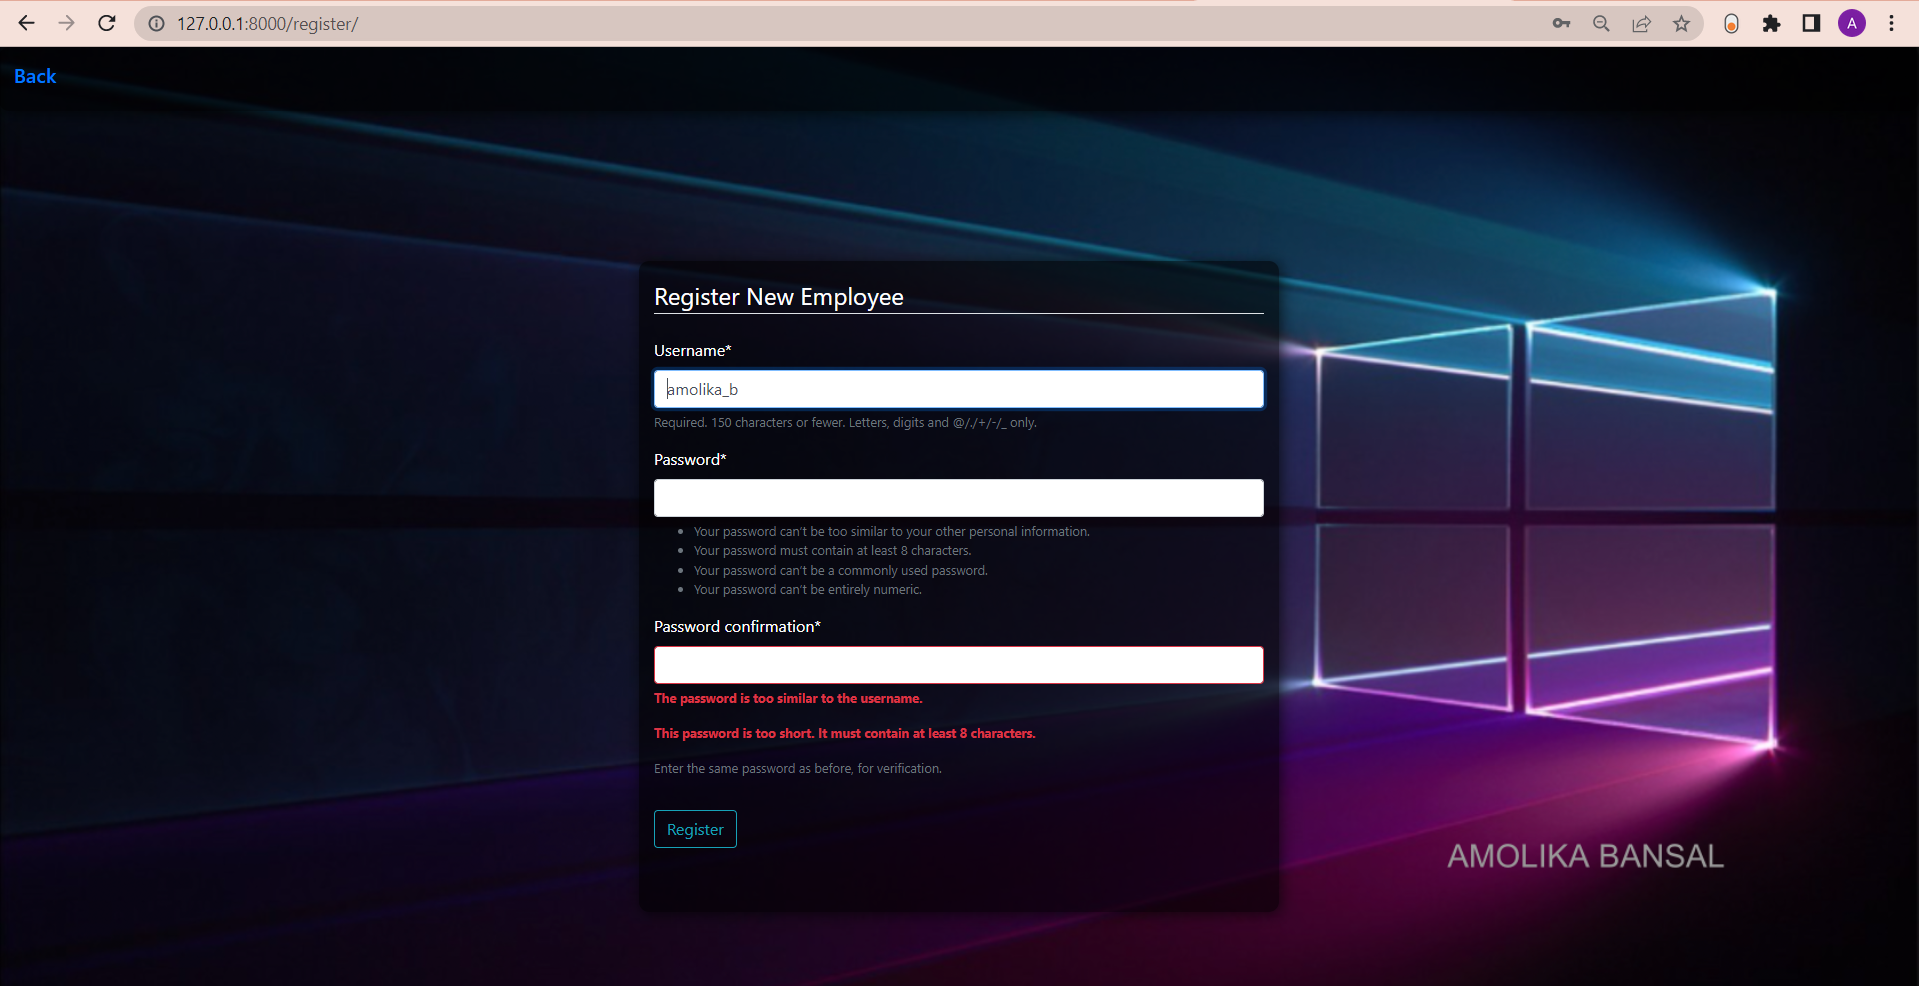 127.0.0.1:8000/register/
A
Back
Register New Employee
Username*
amolika_b
Required. 150 characters or fewer. Letters, digits and @/./+/-/_ only.
Password*
Your password can't be too similar to your other personal information.
Your password must contain at least 8 characters.
Your password can't be a commonly used password.
Your password can't be entirely numeric.
Password confirmation*
The password is too similar to the username.
This password is too short. It must contain at least 8 characters.
Enter the same password as before, for verification.
Register
AMOLIKA BANSAL